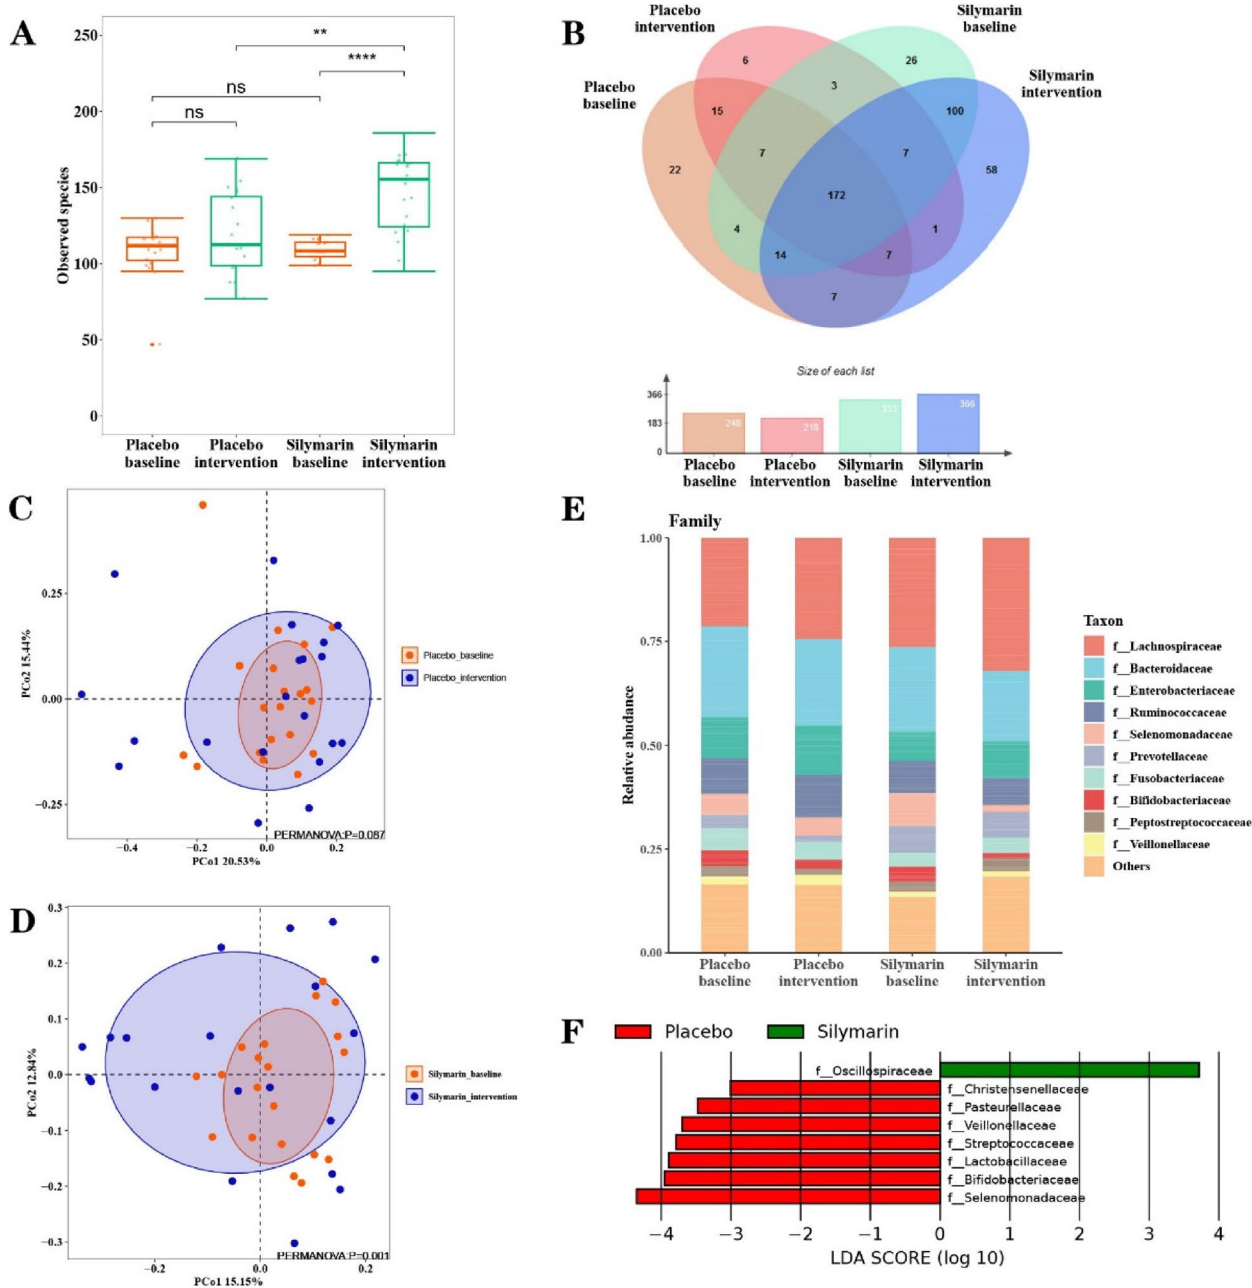 A
250
200
150
100
50
0
Observed species
**
****
ns
ns
Placebo
baseline
Placebo
intervention
Silymarin
baseline
Silymarin
intervention
B
Placebo
intervention
Silymarin
baseline
Placebo
baseline
Silymarin
intervention
6
26
3
15
100
7
7
22
58
172
4
1
14
7
7
Size of each list
366
183
0
248
218
333
366
Placebo
baseline
Placebo
intervention
Silymarin
baseline
Silymarin
intervention
C
PCo2 15.44%
0.25
0.00
−0.25
−0.4
−0.2
0.0
0.2
PCo1 20.53%
PERMANOVA:P=0.087
Placebo_baseline
Placebo_intervention
D
PCo2 12.84%
0.3
0.2
0.1
0.0
−0.1
−0.2
−0.3
−0.2
0.0
0.2
PCo1 15.15%
PERMANOVA:P=0.001
Silymarin_baseline
Silymarin_intervention
E
Family
Relative abundance
1.00
0.75
0.50
0.25
0.00
Placebo
baseline
Placebo
intervention
Silymarin
baseline
Silymarin
intervention
Taxon
f__Lachnospiraceae
f__Bacteroidaceae
f__Enterobacteriaceae
f__Ruminococcaceae
f__Selenomonadaceae
f__Prevotellaceae
f__Fusobacteriaceae
f__Bifidobacteriaceae
f__Peptostreptococcaceae
f__Veillonellaceae
Others
F
Placebo
Silymarin
f__Oscillospiraceae
f__Christensenellaceae
f__Pasteurellaceae
f__Veillonellaceae
f__Streptococcaceae
f__Lactobacillaceae
f__Bifidobacteriaceae
f__Selenomonadaceae
−4 −3 −2 −1 0 1 2 3 4
LDA SCORE (log 10)